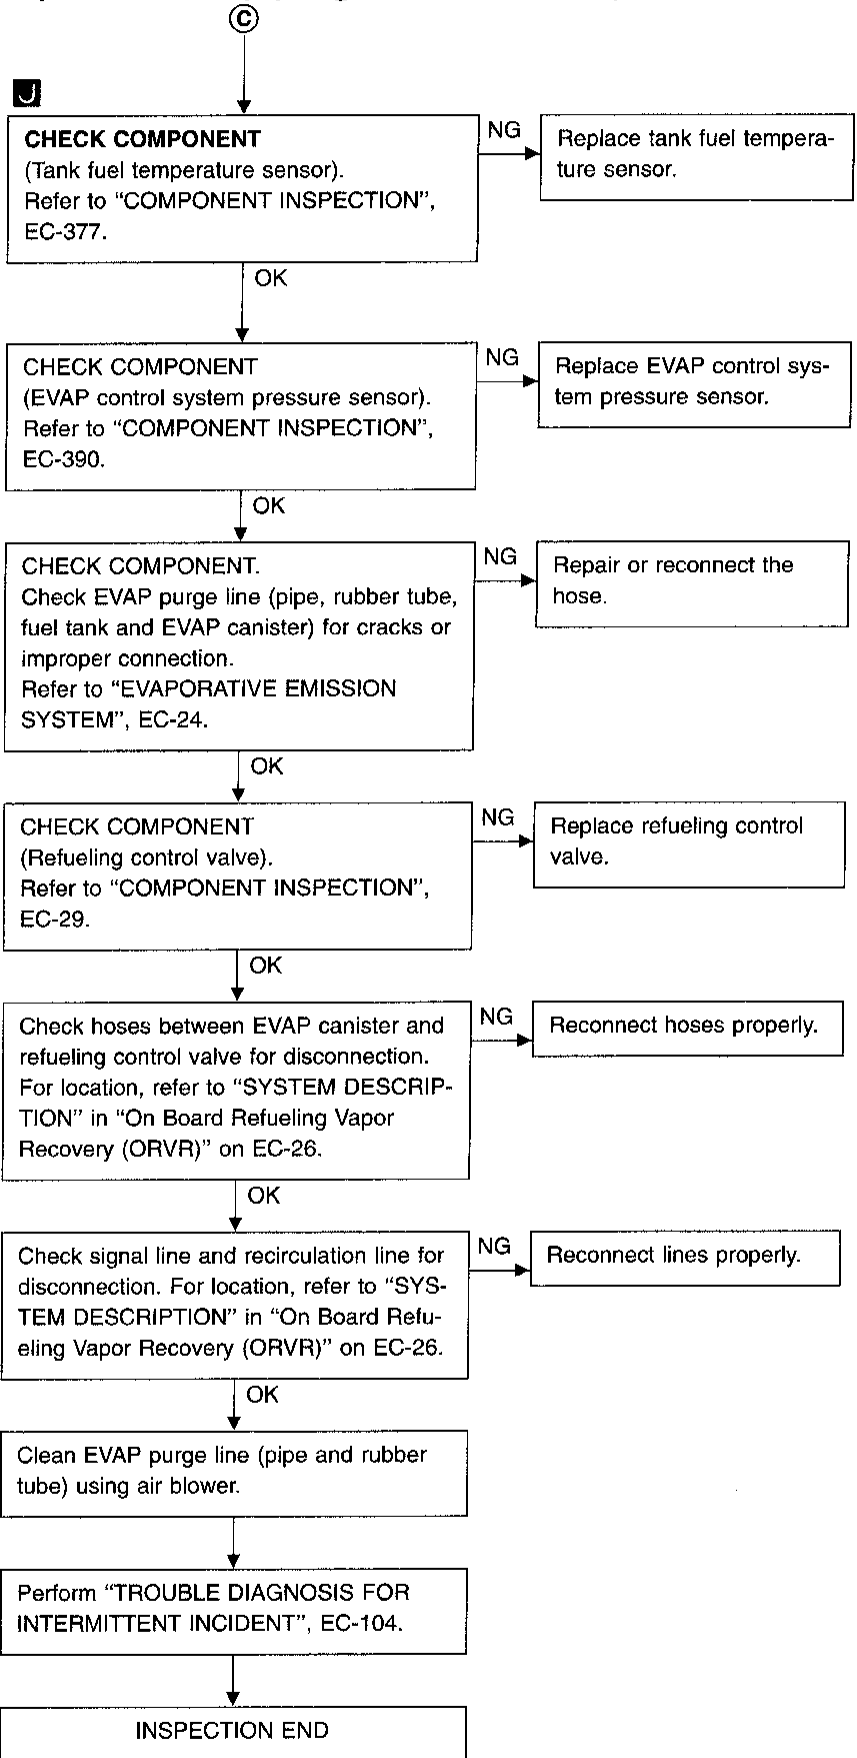 C
J
CHECK COMPONENT
(Tank fuel temperature sensor).
Refer to “COMPONENT INSPECTION”,
EC-377.
NG
Replace tank fuel tempera-
ture sensor.
OK
CHECK COMPONENT
(EVAP control system pressure sensor).
Refer to “COMPONENT INSPECTION”,
EC-390.
NG
Replace EVAP control sys-
tem pressure sensor.
OK
CHECK COMPONENT.
Check EVAP purge line (pipe, rubber tube,
fuel tank and EVAP canister) for cracks or
improper connection.
Refer to “EVAPORATIVE EMISSION
SYSTEM”, EC-24.
NG
Repair or reconnect the
hose.
OK
CHECK COMPONENT
(Refueling control valve).
Refer to “COMPONENT INSPECTION”,
EC-29.
NG
Replace refueling control
valve.
OK
Check hoses between EVAP canister and
refueling control valve for disconnection.
For location, refer to “SYSTEM DESCRIP-
TION” in “On Board Refueling Vapor
Recovery (ORVR)” on EC-26.
NG
Reconnect hoses properly.
OK
Check signal line and recirculation line for
disconnection. For location, refer to “SYS-
TEM DESCRIPTION” in “On Board Refu-
eling Vapor Recovery (ORVR)” on EC-26.
NG
Reconnect lines properly.
OK
Clean EVAP purge line (pipe and rubber
tube) using air blower.
Perform “TROUBLE DIAGNOSIS FOR
INTERMITTENT INCIDENT”, EC-104.
INSPECTION END